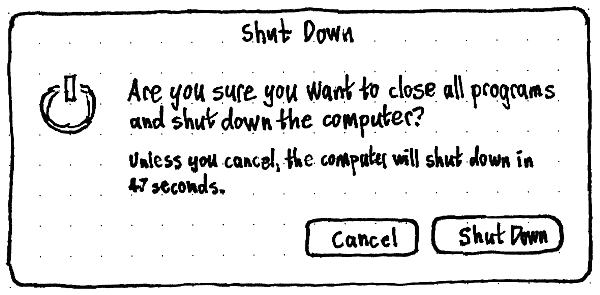 Shut Down
Are you sure you want to close all programs
and shut down the computer?
Unless you cancel, the computer will shut down in
47 seconds.
Cancel
Shut Down